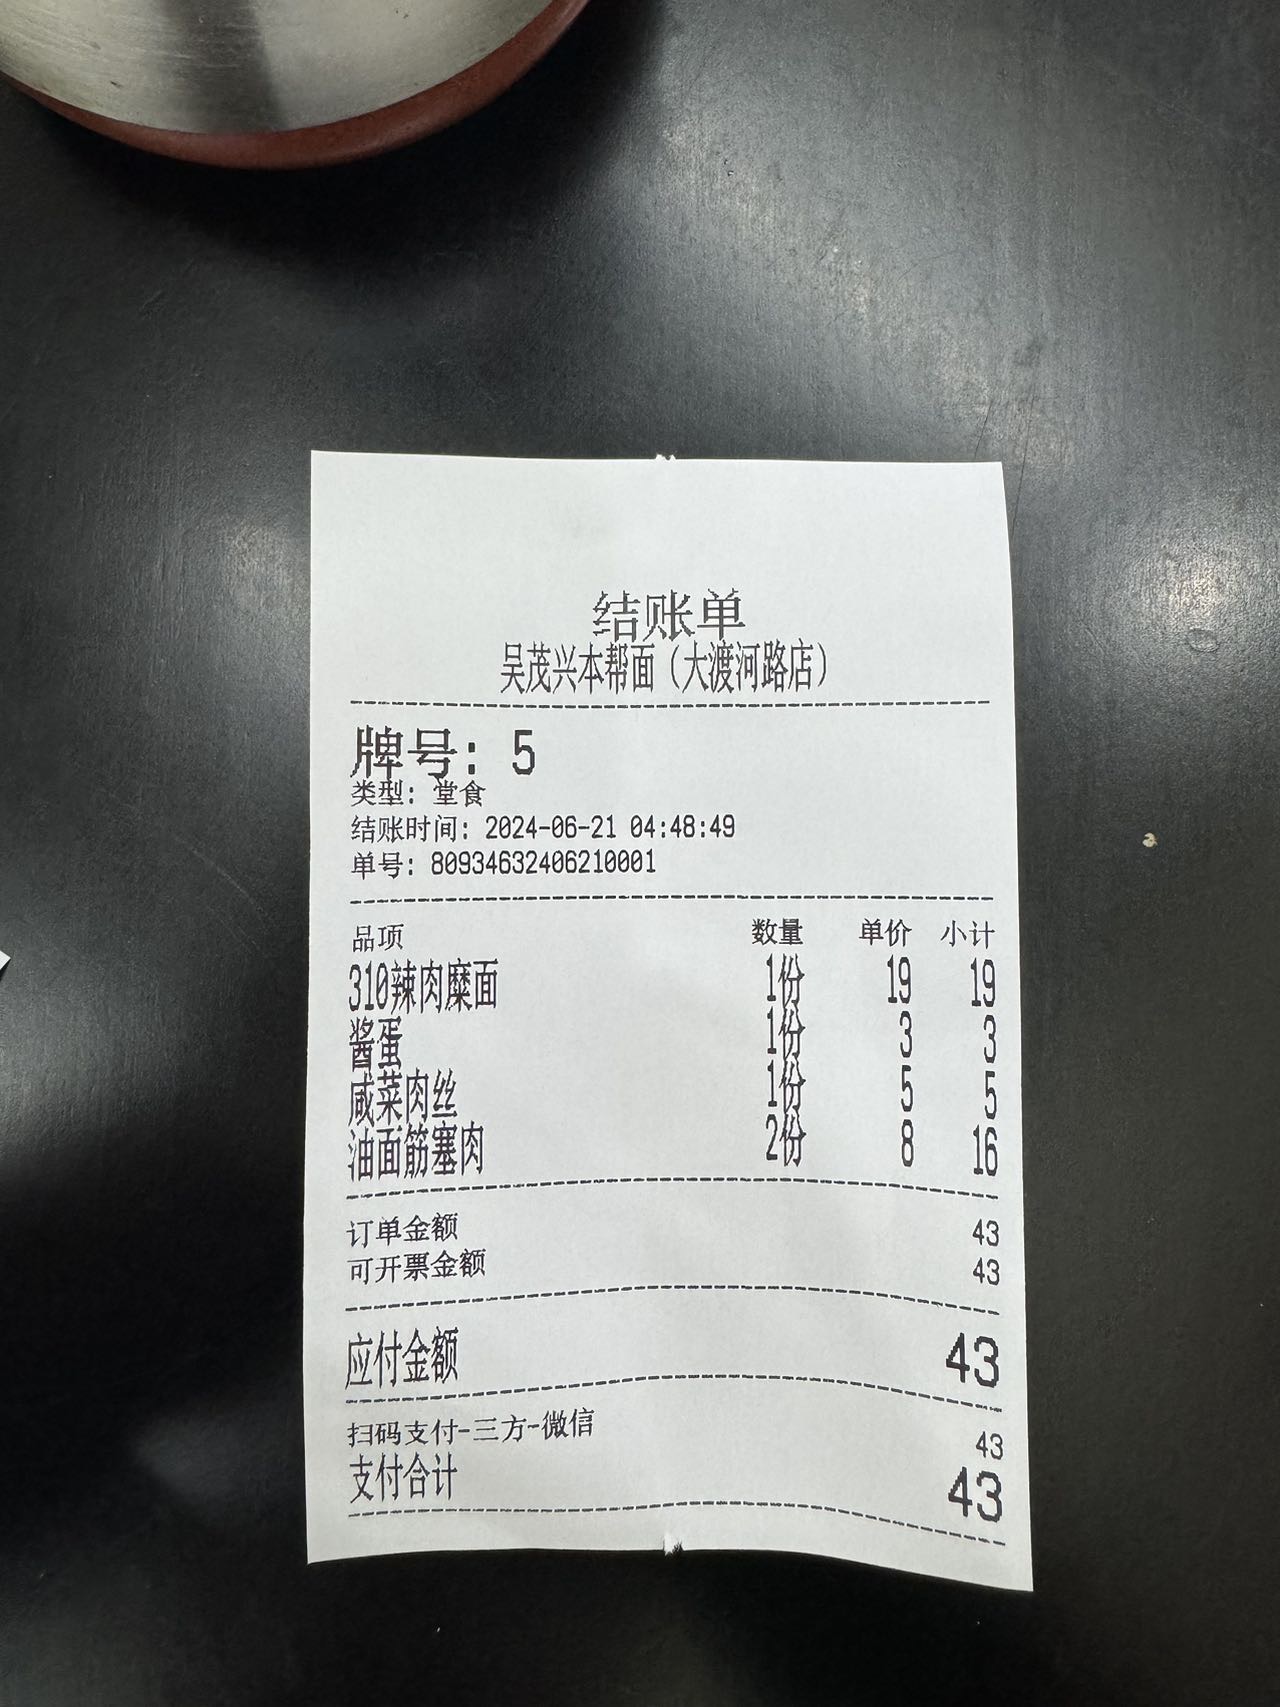 结账单
吴茂兴本帮面（大渡河路店）
牌号: 5
类型: 堂食
结账时间: 2024-06-21 04:48:49
单号: 80934632406210001
品项 数量 单价 小计
310辣肉糜面 1份 19 19
酱蛋 1份 3 3
咸菜肉丝 1份 5 5
油面筋塞肉 2份 8 16
订单金额 43
可开票金额 43
应付金额 43
扫码支付-三方-微信 43
支付合计 43